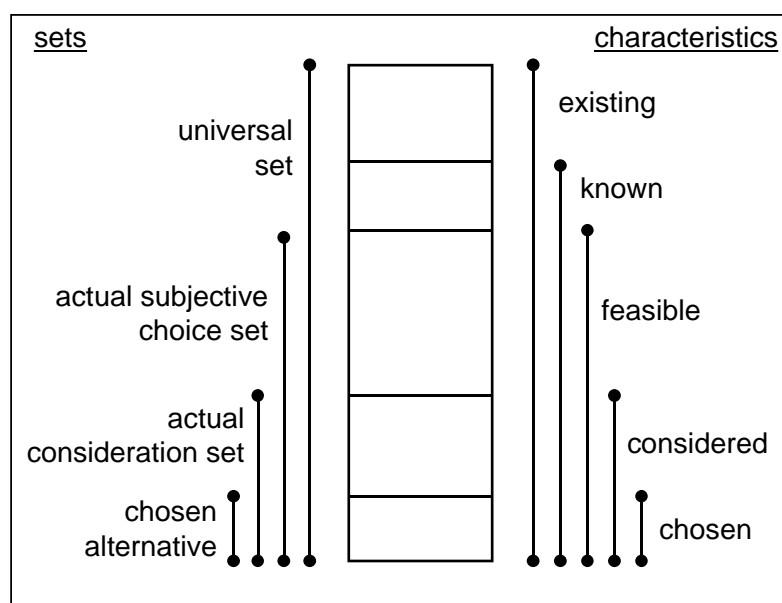 sets
characteristics
universal
set
existing
known
actual subjective
choice set
feasible
actual
consideration set
considered
chosen
alternative
chosen